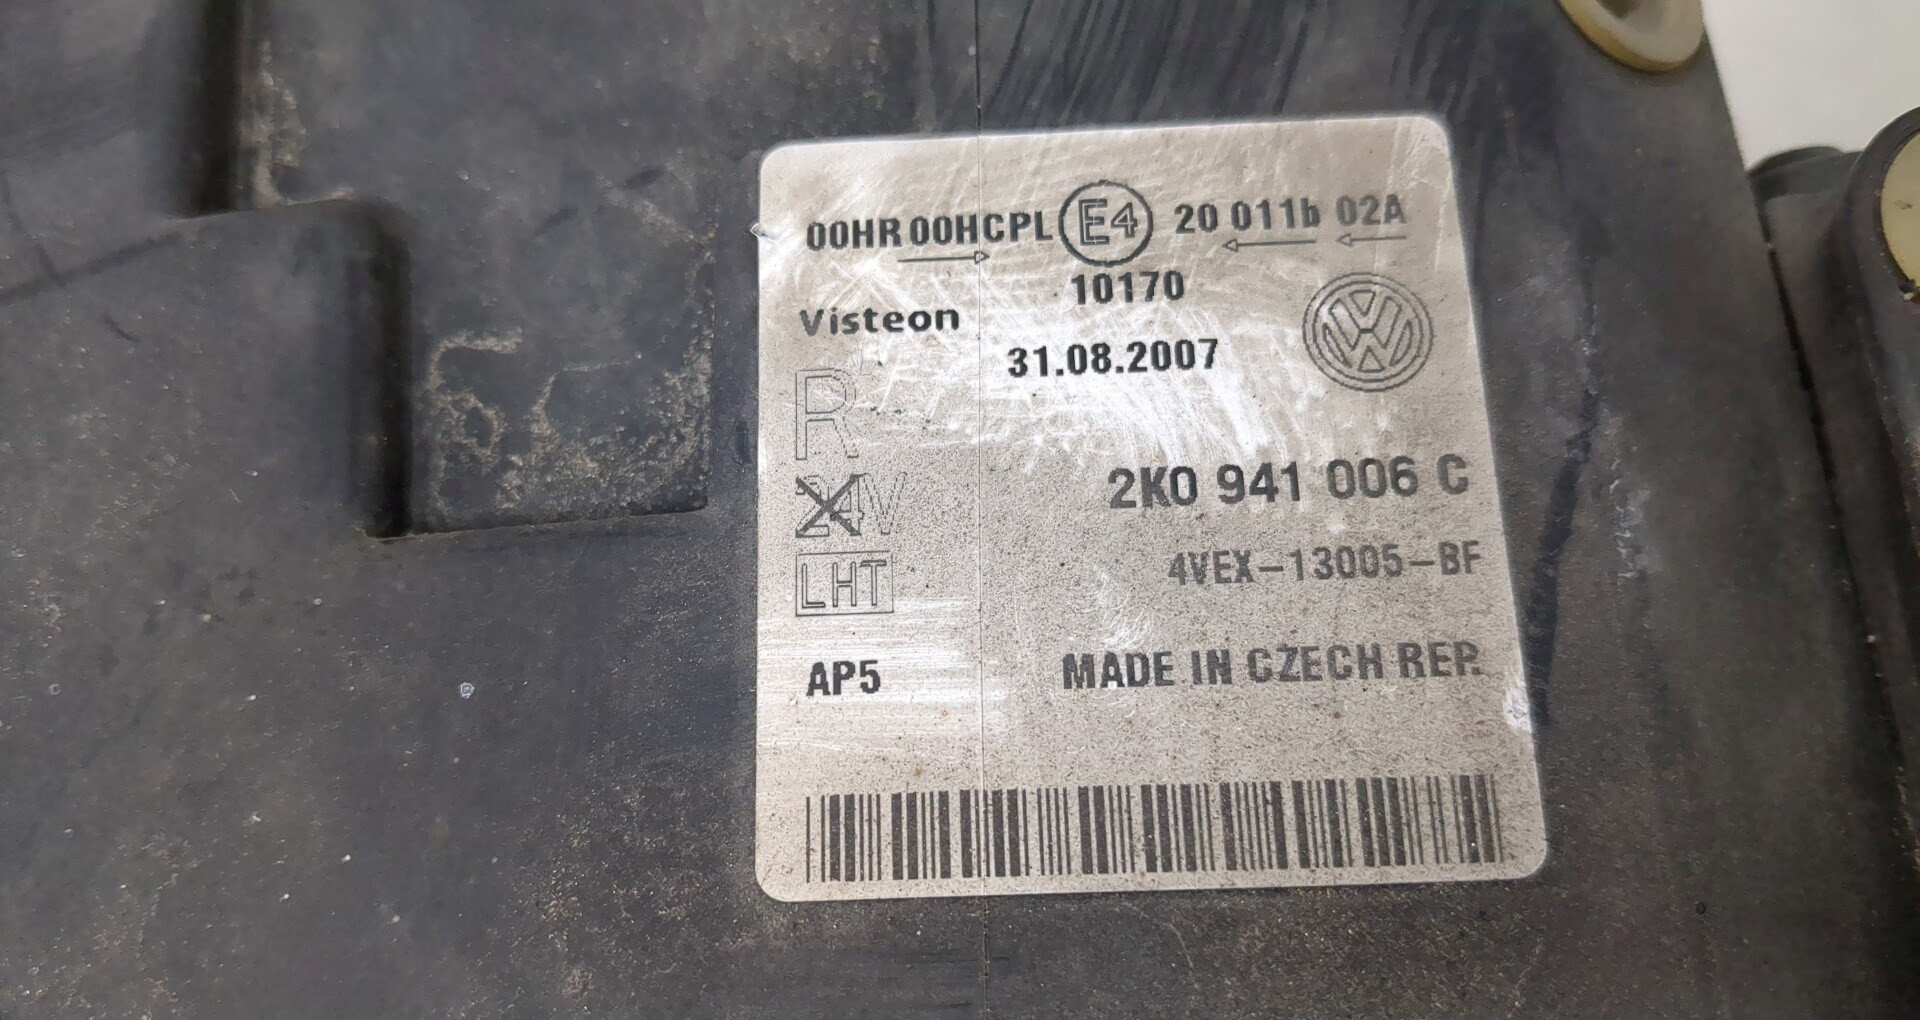 00HR 00HCPL E4 20 011b 02A
10170
Visteon
31.08.2007
R
2K0 941 006 C
24V
4VEX-13005-BF
LHT
AP5
MADE IN CZECH REP.